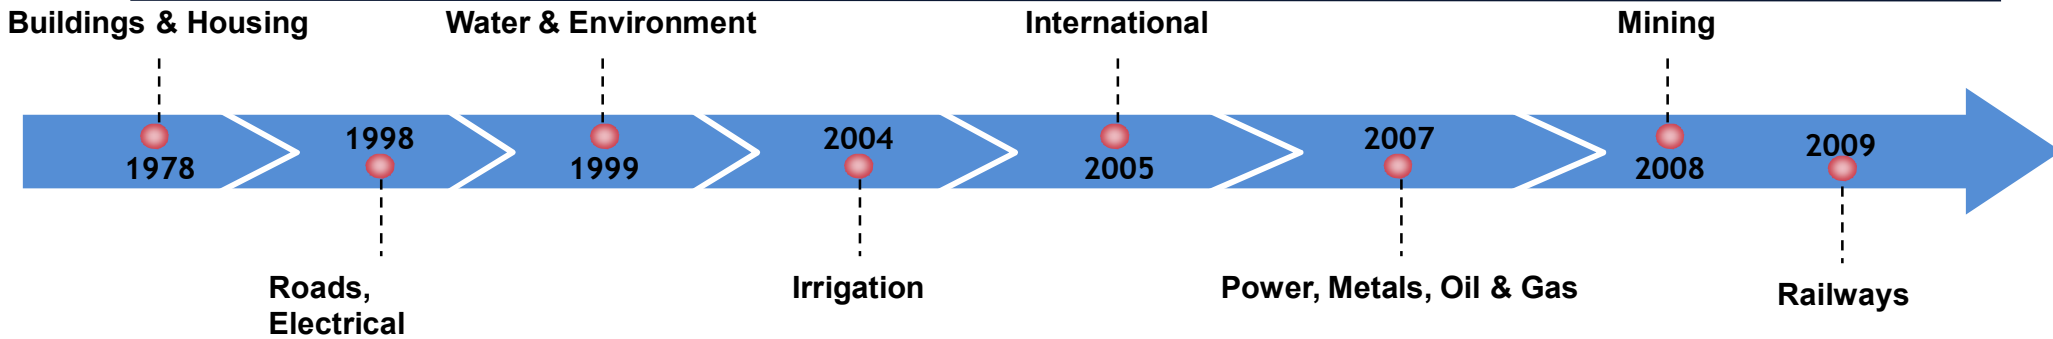 Buildings & Housing
Water & Environment
International
Mining
1978
1998
1999
2004
2005
2007
2008
2009
Roads,
Electrical
Irrigation
Power, Metals, Oil & Gas
Railways